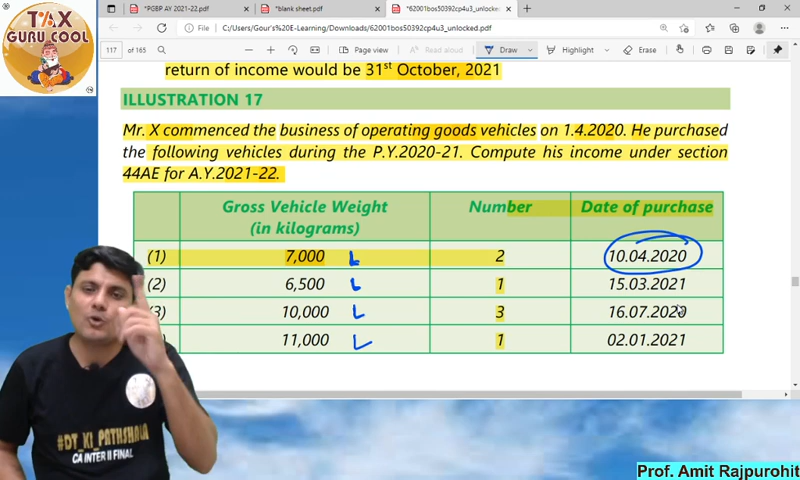 TAX
GURU COOL
*PGBP AY 2021-22.pdf
*blank sheet.pdf
*62001bos50392cp4u3_unlocked.p
File
C:/Users/Gour's%20E-Learning/Downloads/62001bos50392cp4u3_unlocked.pdf
117 of 165
Page view
Read aloud
Draw
Highlight
Erase
return of income would be 31st October, 2021
ILLUSTRATION 17
Mr. X commenced the business of operating goods vehicles on 1.4.2020. He purchased
the following vehicles during the P.Y.2020-21. Compute his income under section
44AE for A.Y.2021-22.
Gross Vehicle Weight (in kilograms) Number Date of purchase
(1) 7,000 L 2 10.04.2020
(2) 6,500 L 1 15.03.2021
(3) 10,000 L 3 16.07.2020
11,000 L 1 02.01.2021
#DT_KI_PATHSHALA
CA INTER II FINAL
Prof. Amit Rajpurohit